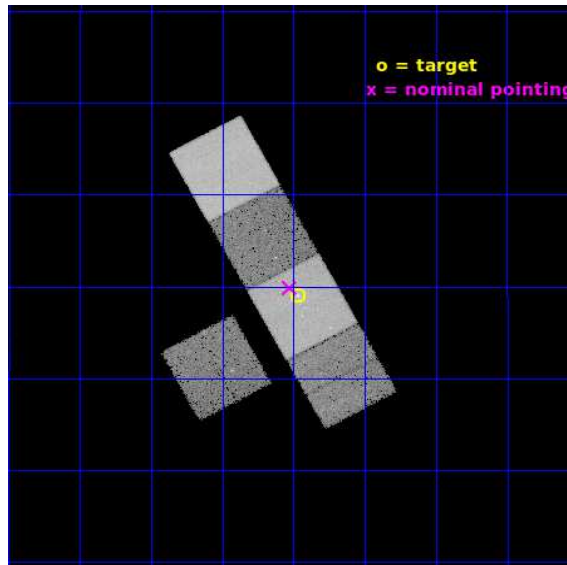 o = target
x = nominal pointing